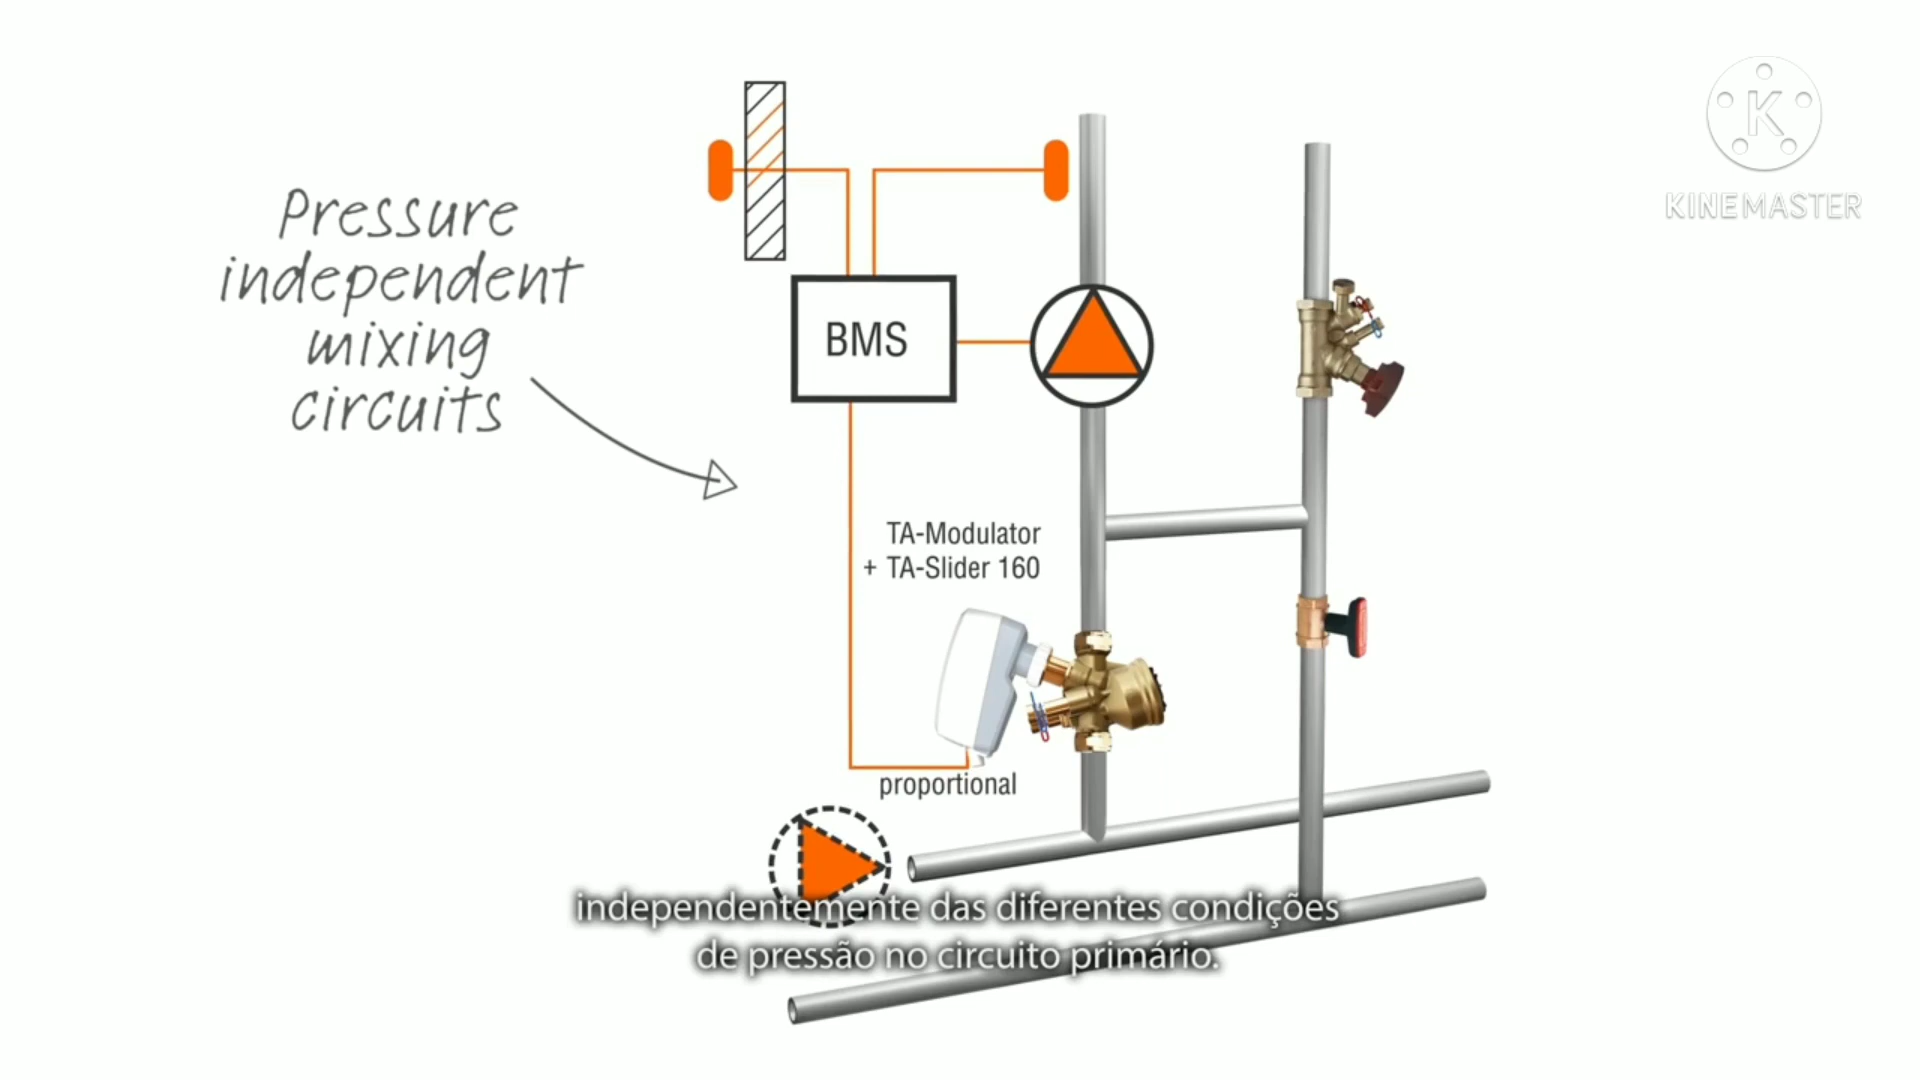 Pressure
independent
mixing
circuits
BMS
TA-Modulator
+ TA-Slider 160
proportional
K
KINEMASTER
independentemente das diferentes condições
de pressão no circuito primário.